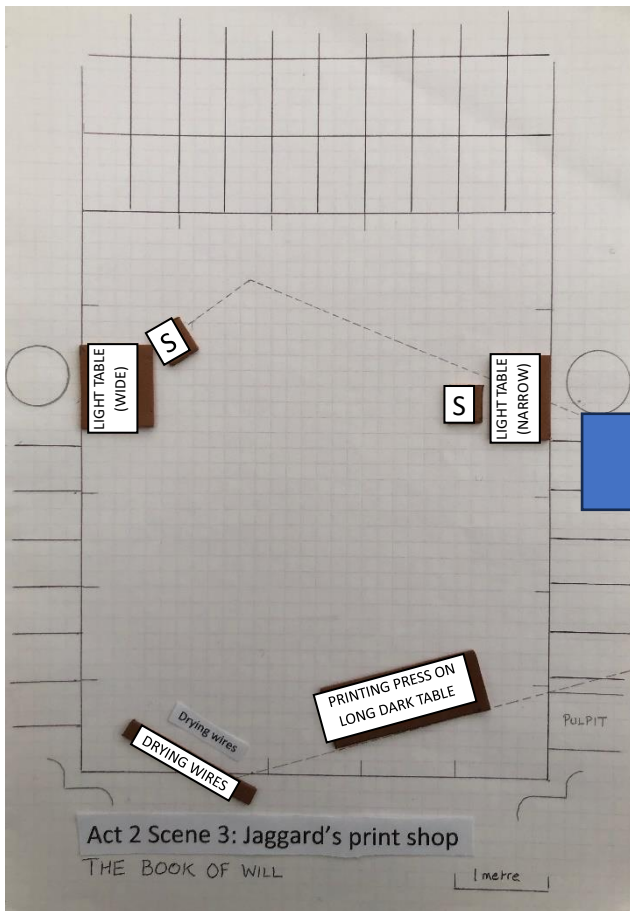 S
LIGHT TABLE
(WIDE)
S
LIGHT TABLE
(NARROW)
PRINTING PRESS ON
LONG DARK TABLE
PULPIT
Drying wires
DRYING WIRES
Act 2 Scene 3: Jaggard's print shop
THE BOOK OF WILL
1 metre